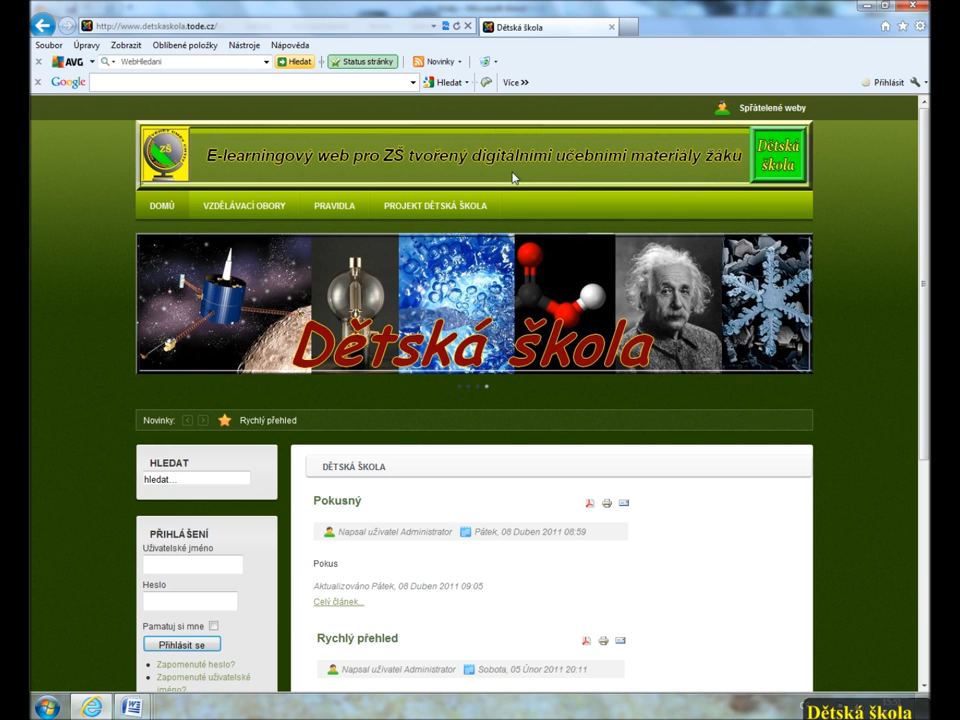 http://www.detskaskola.tode.cz/
Dětská škola
Soubor Úpravy Zobrazit Oblíbené položky Nástroje Nápověda
AVG WebHledani Hledat Status stránky Novinky
Google Hledat Více »
Přihlásit
Spřátelené weby
ZŠ
E-learningový web pro ZŠ tvořený digitálními učebními materiály žáků
Dětská
škola
DOMŮ VZDĚLÁVACÍ OBORY PRAVIDLA PROJEKT DĚTSKÁ ŠKOLA
Dětská škola
Novinky: Rychlý přehled
HLEDAT
hledat...
PŘIHLÁŠENÍ
Uživatelské jméno
Heslo
Pamatuj si mne
Přihlásit se
Zapomenuté heslo?
Zapomenuté uživatelské
jméno?
DĚTSKÁ ŠKOLA
Pokusný
Napsal uživatel Administrator Pátek, 08 Duben 2011 08:59
Pokus
Aktualizováno Pátek, 08 Duben 2011 09:05
Celý článek...
Rychlý přehled
Napsal uživatel Administrator Sobota, 05 Únor 2011 20:11
Dětská škola